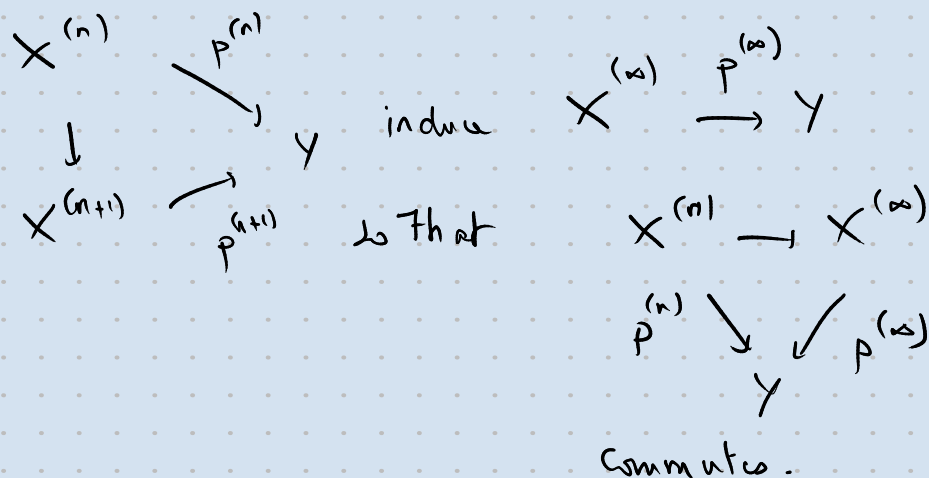 X^(n) p^(n)
Y induce X^(∞) p^(∞) → Y
↓
X^(n+1) p^(n+1) so that X^(n) → X^(∞)
p^(n) ↘ ↙ p^(∞)
Y
Commutes.